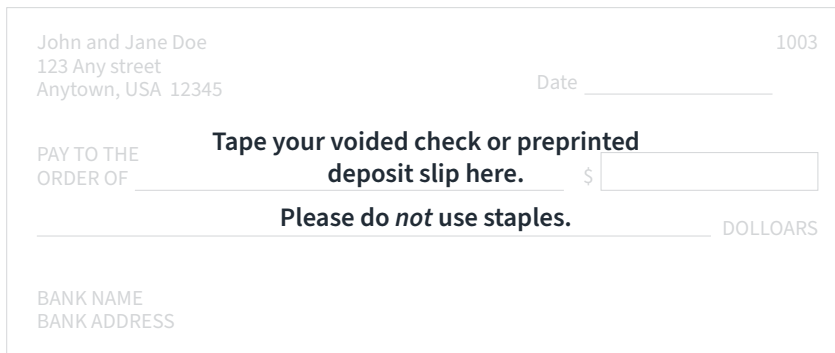 John and Jane Doe
1003
123 Any street
Anytown, USA 12345
Date
Tape your voided check or preprinted
deposit slip here.
PAY TO THE
ORDER OF
$
Please do not use staples.
DOLLOARS
BANK NAME
BANK ADDRESS